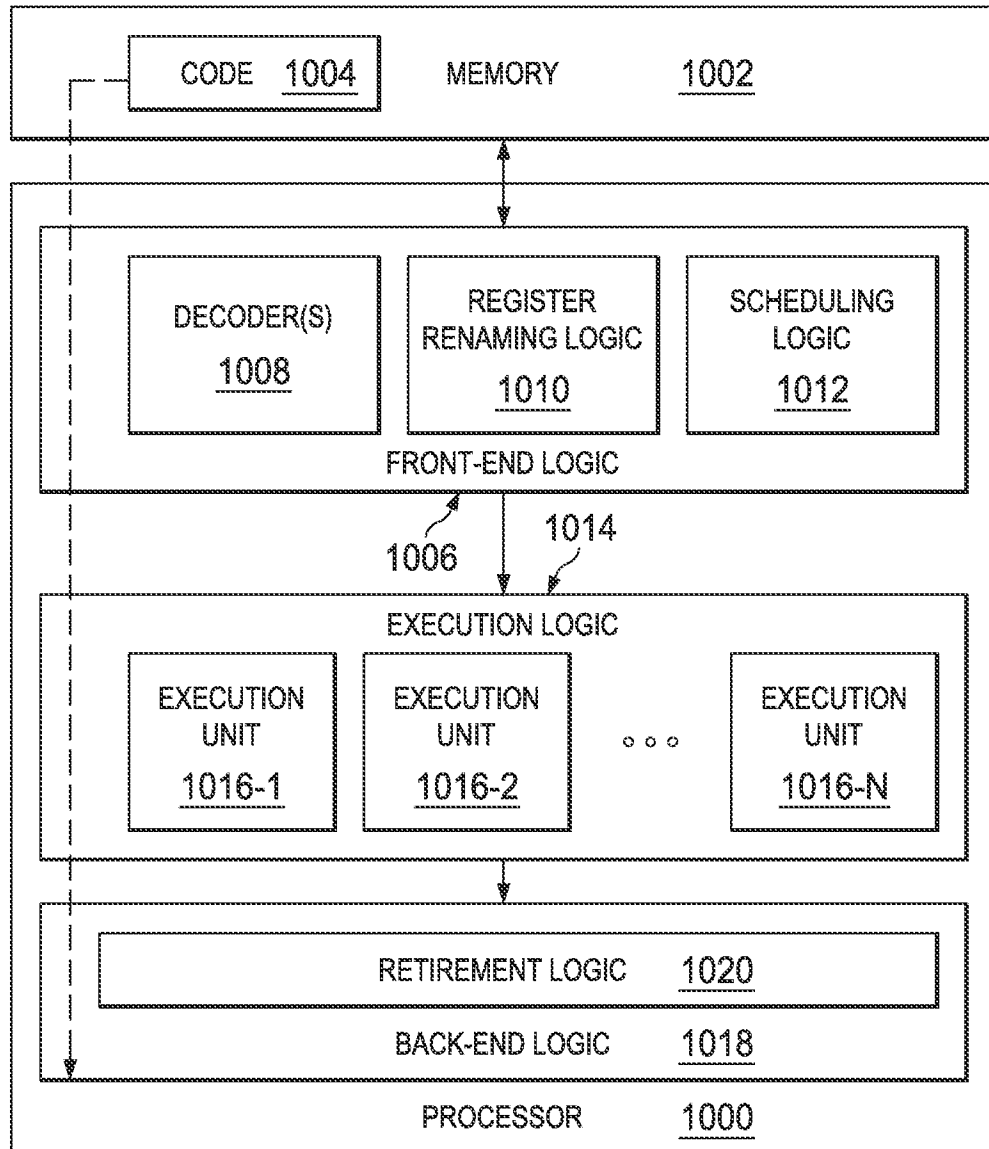 CODE 1004 MEMORY 1002
DECODER(S)
1008
REGISTER
RENAMING LOGIC
1010
SCHEDULING
LOGIC
1012
FRONT-END LOGIC
1006
1014
EXECUTION LOGIC
EXECUTION
UNIT
1016-1
EXECUTION
UNIT
1016-2
EXECUTION
UNIT
1016-N
RETIREMENT LOGIC 1020
BACK-END LOGIC 1018
PROCESSOR 1000